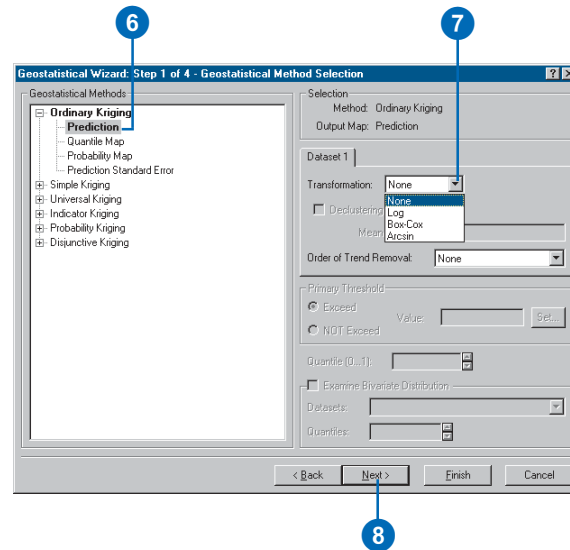 6
7
Geostatistical Wizard: Step 1 of 4 - Geostatistical Method Selection
Geostatistical Methods
Ordinary Kriging
Prediction
Quantile Map
Probability Map
Prediction Standard Error
Simple Kriging
Universal Kriging
Indicator Kriging
Probability Kriging
Disjunctive Kriging
Selection
Method: Ordinary Kriging
Output Map: Prediction
Dataset 1
Transformation: None
None
Log
Box-Cox
Arcsin
Declustering
Mean
Order of Trend Removal: None
Primary Threshold
Exceed
NOT Exceed
Value:
Set...
Quantile (0...1):
Examine Bivariate Distribution
Datasets:
Quantiles:
< Back
Next >
Finish
Cancel
8